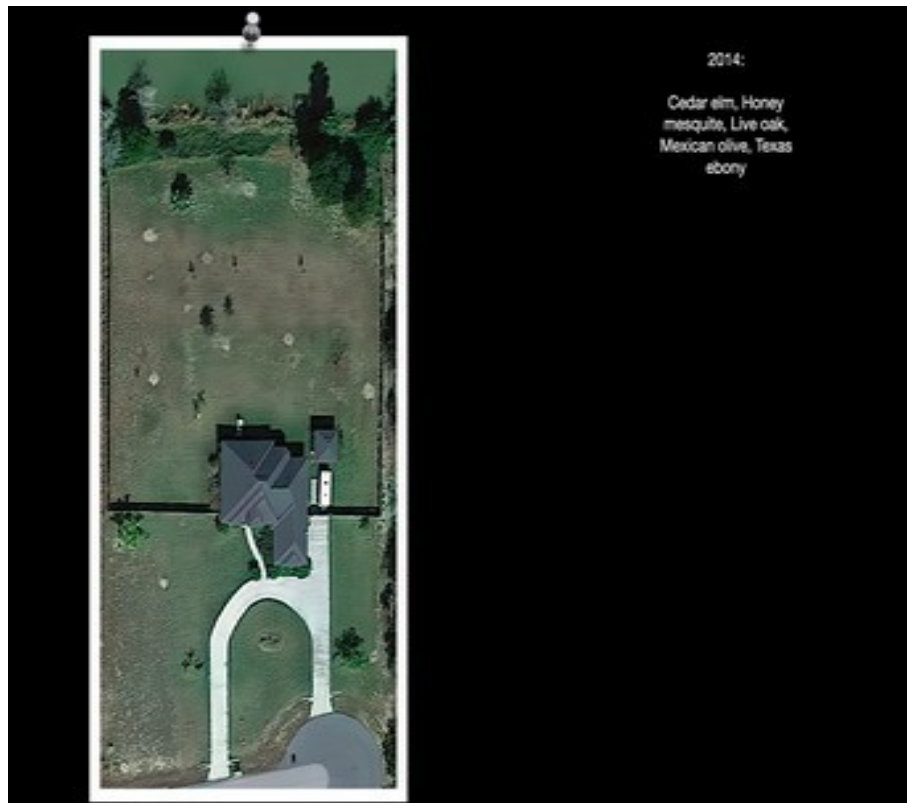 2014:
Cedar elm, Honey
mesquite, Live oak,
Mexican olive, Texas
ebony